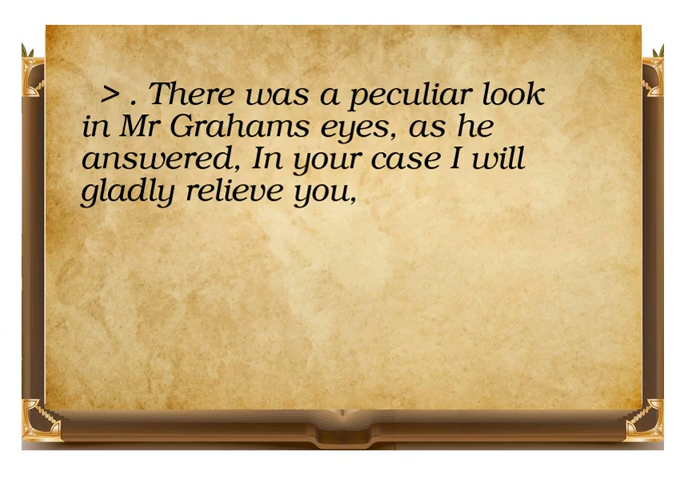 > . There was a peculiar look
in Mr Grahams eyes, as he
answered, In your case I will
gladly relieve you,